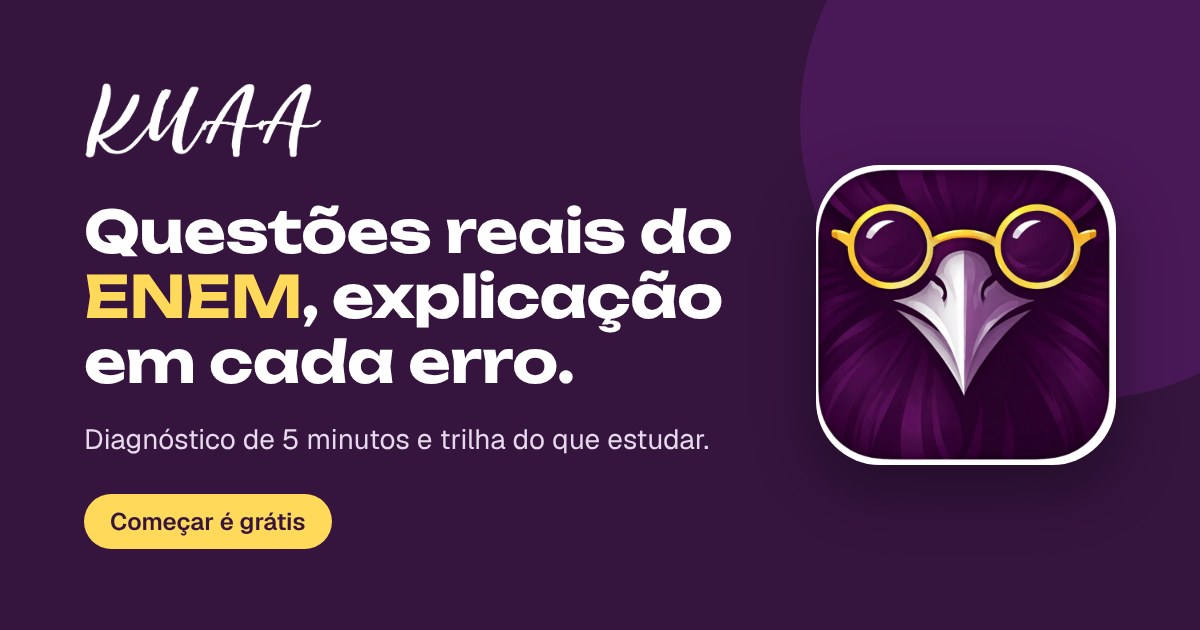 KUAA
Questões reais do
ENEM, explicação
em cada erro.
Diagnóstico de 5 minutos e trilha do que estudar.
Começar é grátis